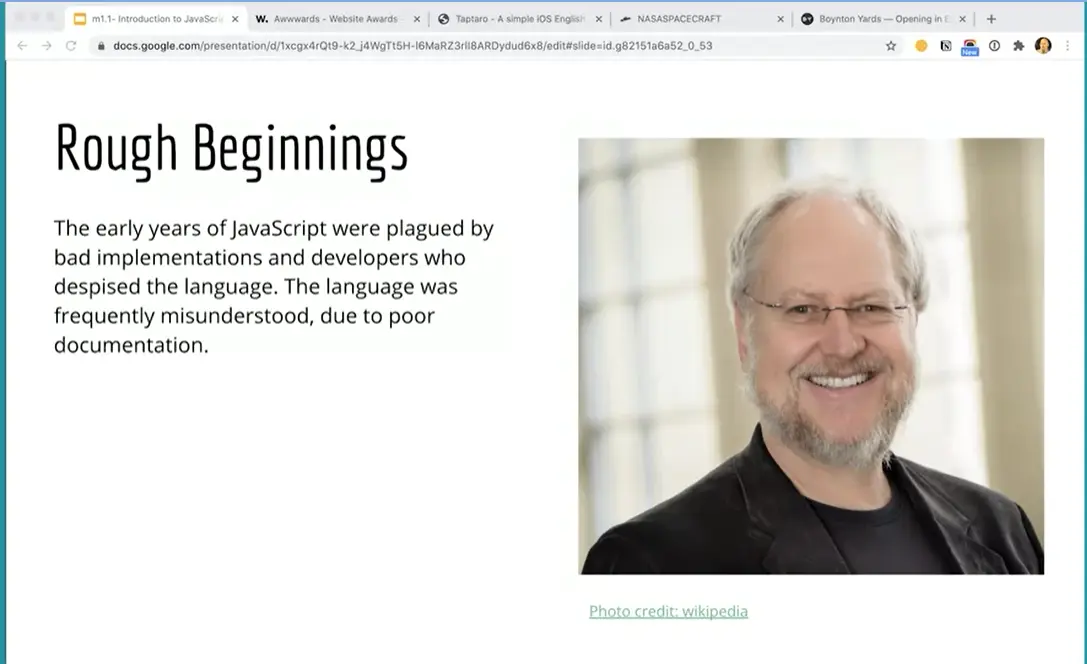 m1.1- Introduction to JavaScri
Awwwards - Website Awards
Taptaro - A simple iOS English
NASASPACECRAFT
Boynton Yards — Opening in
docs.google.com/presentation/d/1xcgx4rQt9-k2_j4WgTt5H-I6MaRZ3rII8ARDydud6x8/edit#slide=id.g82151a6a52_0_53
New
Rough Beginnings
The early years of JavaScript were plagued by
bad implementations and developers who
despised the language. The language was
frequently misunderstood, due to poor
documentation.
Photo credit: wikipedia